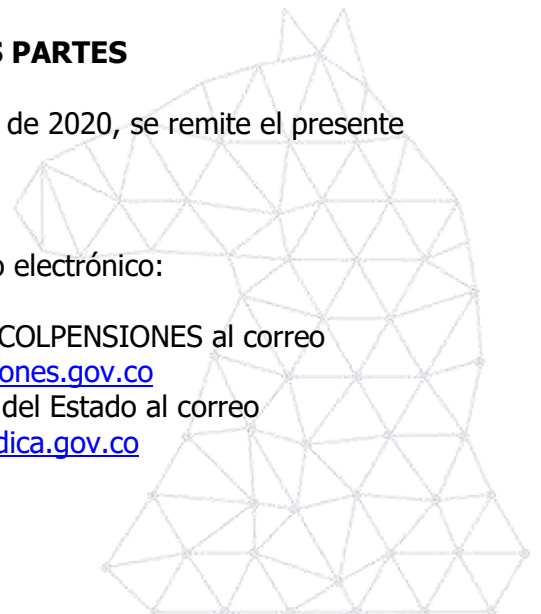 S PARTES
de 2020, se remite el presente
o electrónico:
COLPENSIONES al correo
ones.gov.co
del Estado al correo
dica.gov.co